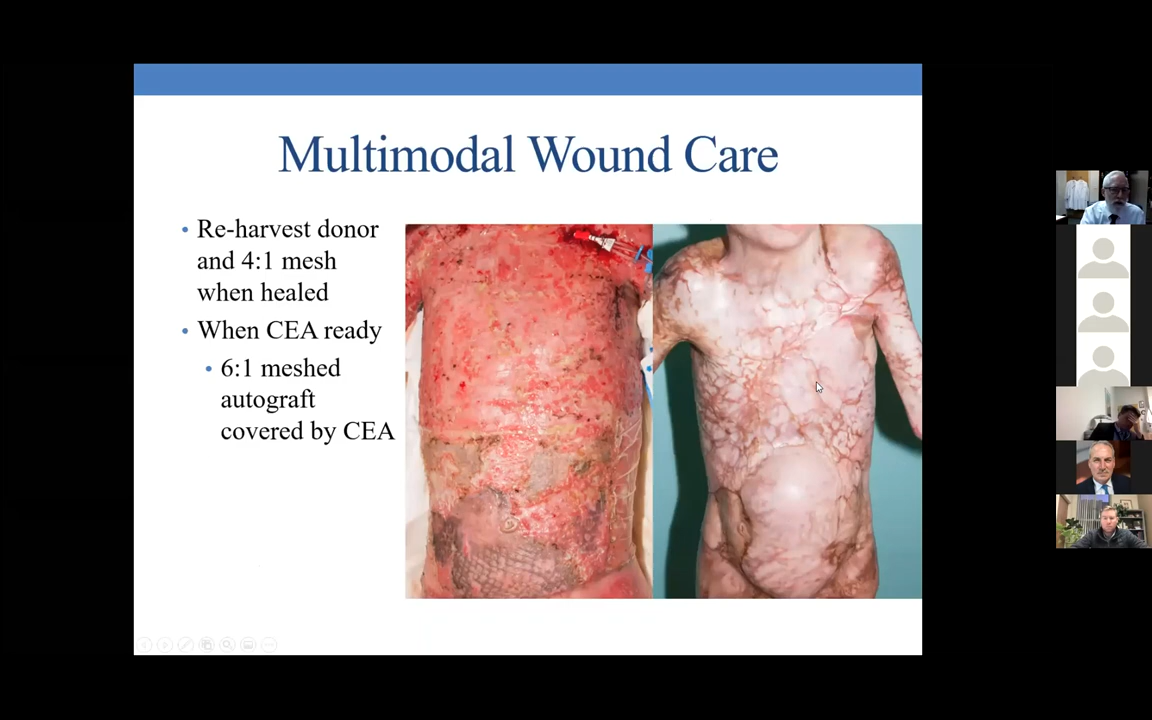 Multimodal Wound Care
• Re-harvest donor
and 4:1 mesh
when healed
• When CEA ready
• 6:1 meshed
autograft
covered by CEA